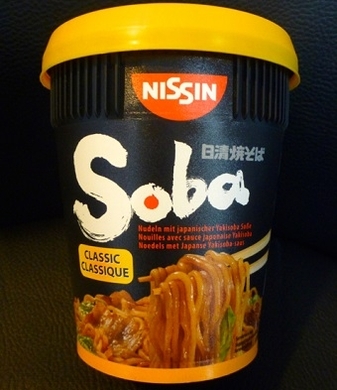 NISSIN
日清焼そば
Soba
Nudeln mit japanischer Yakisoba Soße
Nouilles avec sauce japonaise Yakisoba
Noedels met Japanse Yakisoba-saus
CLASSIC
CLASSIQUE